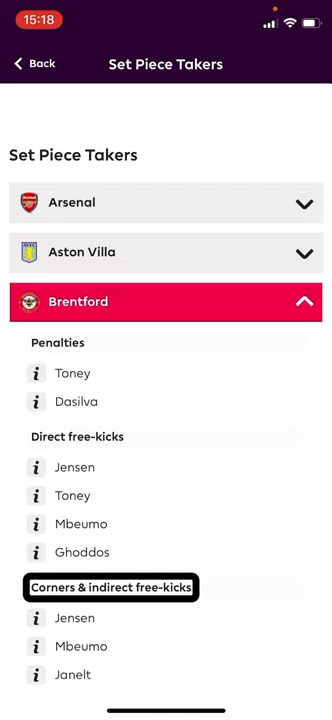 15:18
Back
Set Piece Takers
Set Piece Takers
Arsenal
Aston Villa
Brentford
Penalties
i Toney
i Dasilva
Direct free-kicks
i Jensen
i Toney
i Mbeumo
i Ghoddos
Corners & indirect free-kicks
i Jensen
i Mbeumo
i Janelt